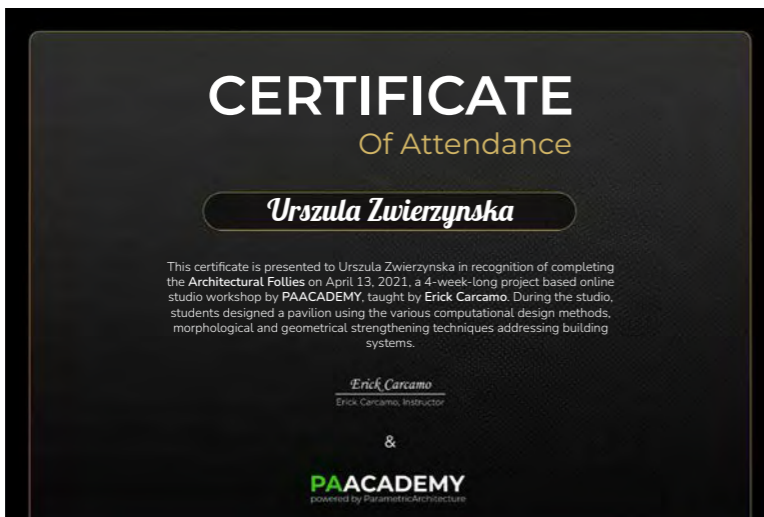 CERTIFICATE
Of Attendance
Urszula Zwierzynska
This certificate is presented to Urszula Zwierzynska in recognition of completing
the Architectural Follies on April 13, 2021, a 4-week-long project based online
studio workshop by PAACADEMY, taught by Erick Carcamo. During the studio,
students designed a pavilion using the various computational design methods,
morphological and geometrical strengthening techniques addressing building
systems.
Erick Carcamo
Erick Carcamo, Instructor
&
PAACADEMY
powered by ParametricArchitecture